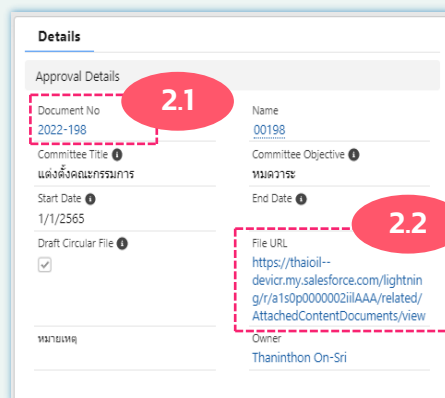 Details
Approval Details
2.1
Document No
2022-198
Name
00198
Committee Title
แต่งตั้งคณะกรรมการ
Committee Objective
หมดวาระ
Start Date
1/1/2565
End Date
2.2
Draft Circular File
File URL
https://thaioil--
devicr.my.salesforce.com/lightnin
g/r/a1s0p0000002iilAAA/related/
AttachedContentDocuments/view
หมายเหตุ
Owner
Thaninthon On-Sri